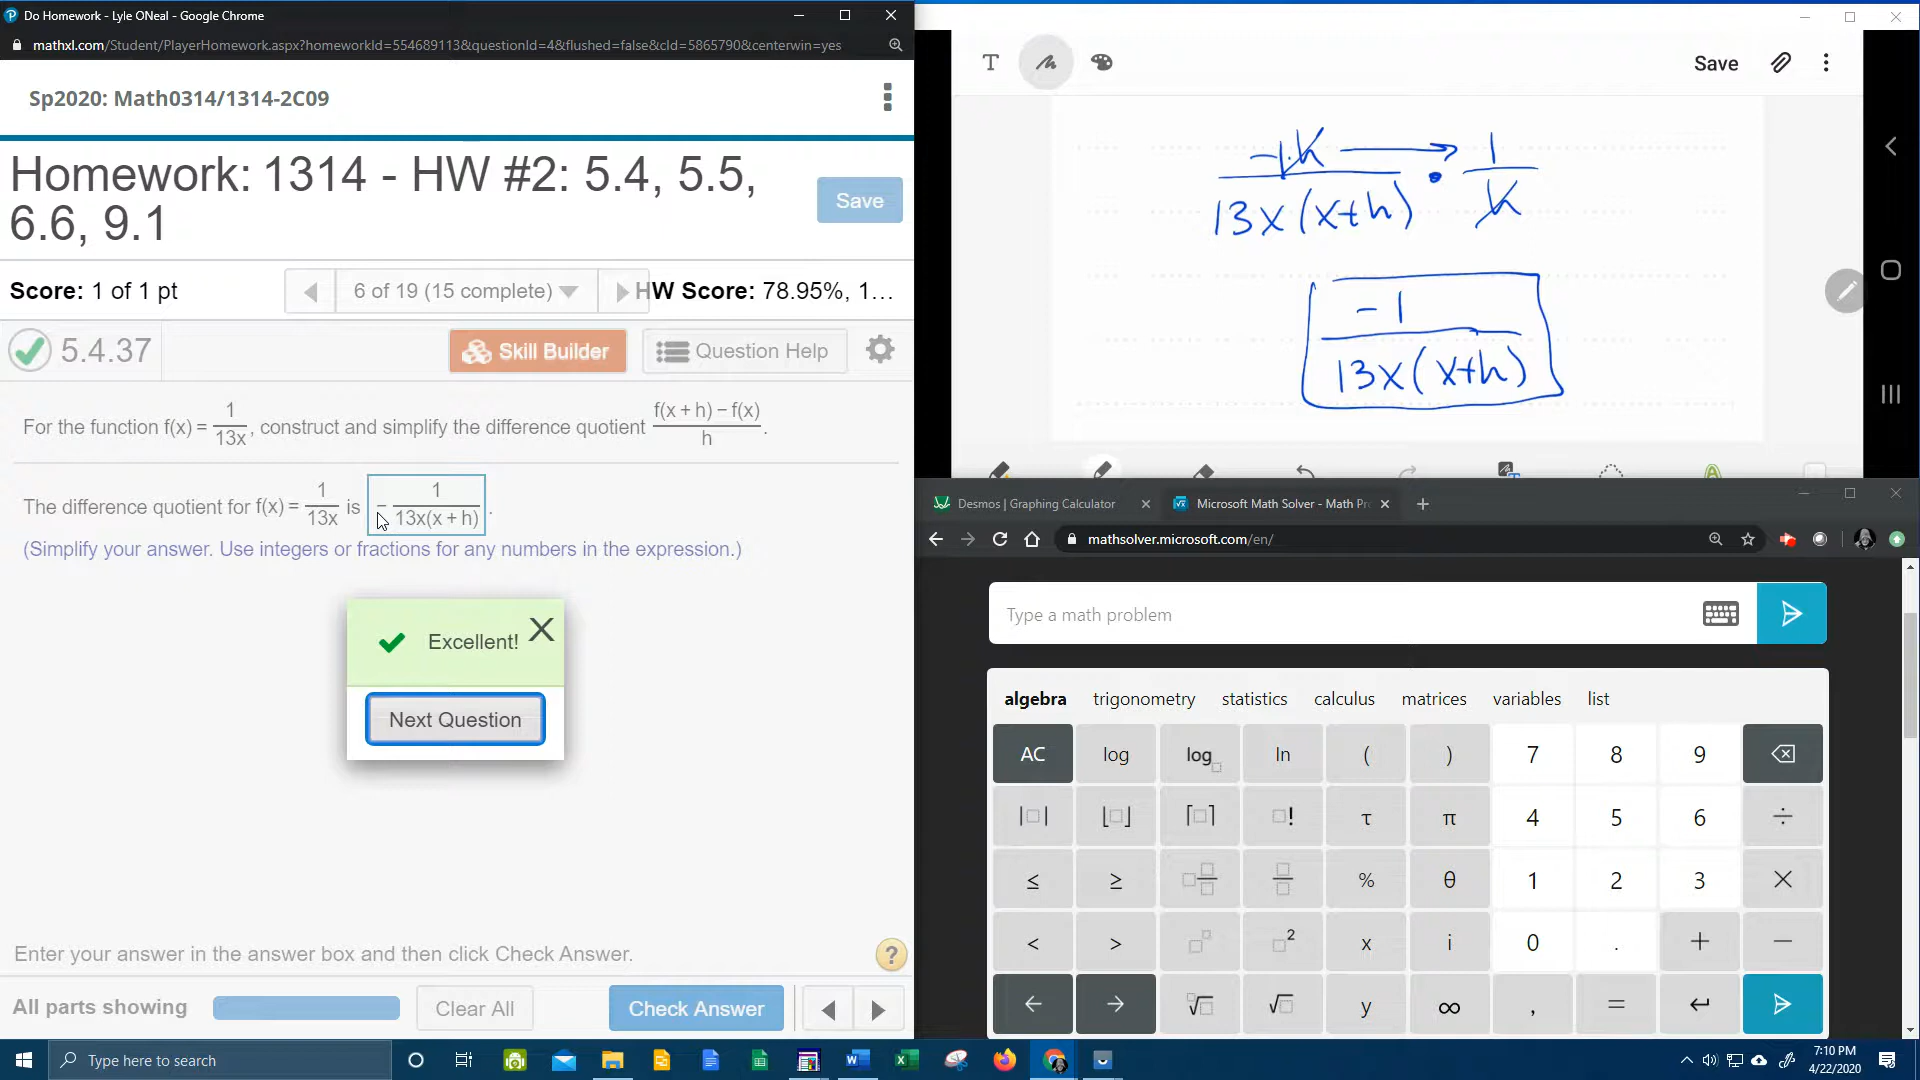 Do Homework - Lyle ONeal - Google Chrome
mathxl.com/Student/PlayerHomework.aspx?homeworkId=554689113&questionId=4&flushed=false&cId=5865790&centerwin=yes
Sp2020: Math0314/1314-2C09
Homework: 1314 - HW #2: 5.4, 5.5,
6.6, 9.1
Save
Score: 1 of 1 pt
6 of 19 (15 complete)
HW Score: 78.95%, 1...
5.4.37
Skill Builder
Question Help
For the function f(x) = 1/13x, construct and simplify the difference quotient f(x + h) − f(x)/h.
The difference quotient for f(x) = 1/13x is − 1/13x(x + h).
(Simplify your answer. Use integers or fractions for any numbers in the expression.)
Excellent!
Next Question
Enter your answer in the answer box and then click Check Answer.
?
All parts showing
Clear All
Check Answer
T
Save
-1·h/13x(x+h) · 1/h
-1/13x(x+h)
Desmos | Graphing Calculator
Microsoft Math Solver - Math Pr
mathsolver.microsoft.com/en/
Type a math problem
algebra trigonometry statistics calculus matrices variables list
AC log log□ ln ( ) 7 8 9
|□| ⌊□⌋ ⌈□⌉ □! τ π 4 5 6 ÷
≤ ≥ □□/□ □/□ % θ 1 2 3 ×
< > □□ □2 x i 0 . + −
← → □√□ √□ y ∞ , = ↵
Type here to search
7:10 PM
4/22/2020